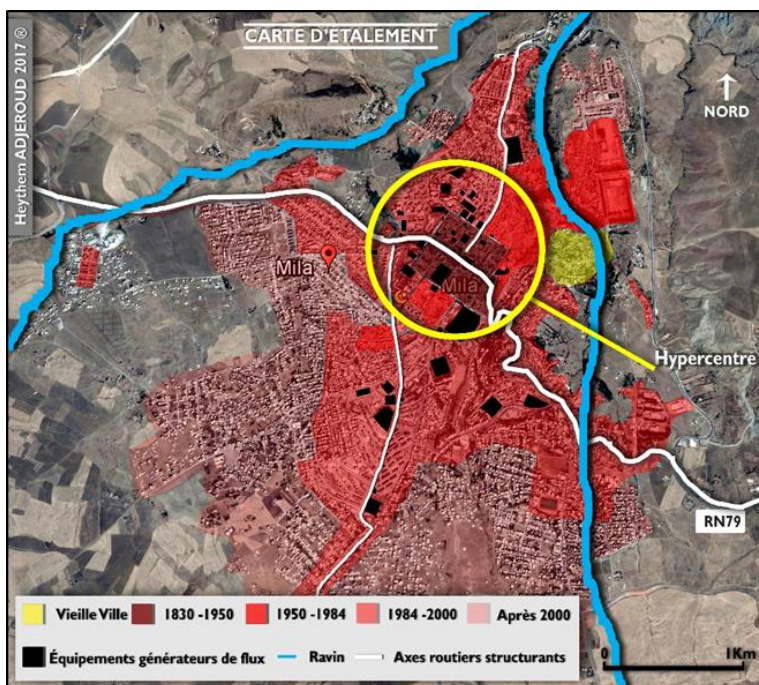 CARTE D'ETALEMENT
Heythem ADJEROUD 2017 ®
NORD
Mila
Mila
Hypercentre
RN79
Vieille Ville
1830 -1950
1950 -1984
1984 -2000
Après 2000
Équipements générateurs de flux
Ravin
Axes routiers structurants
0
1Km